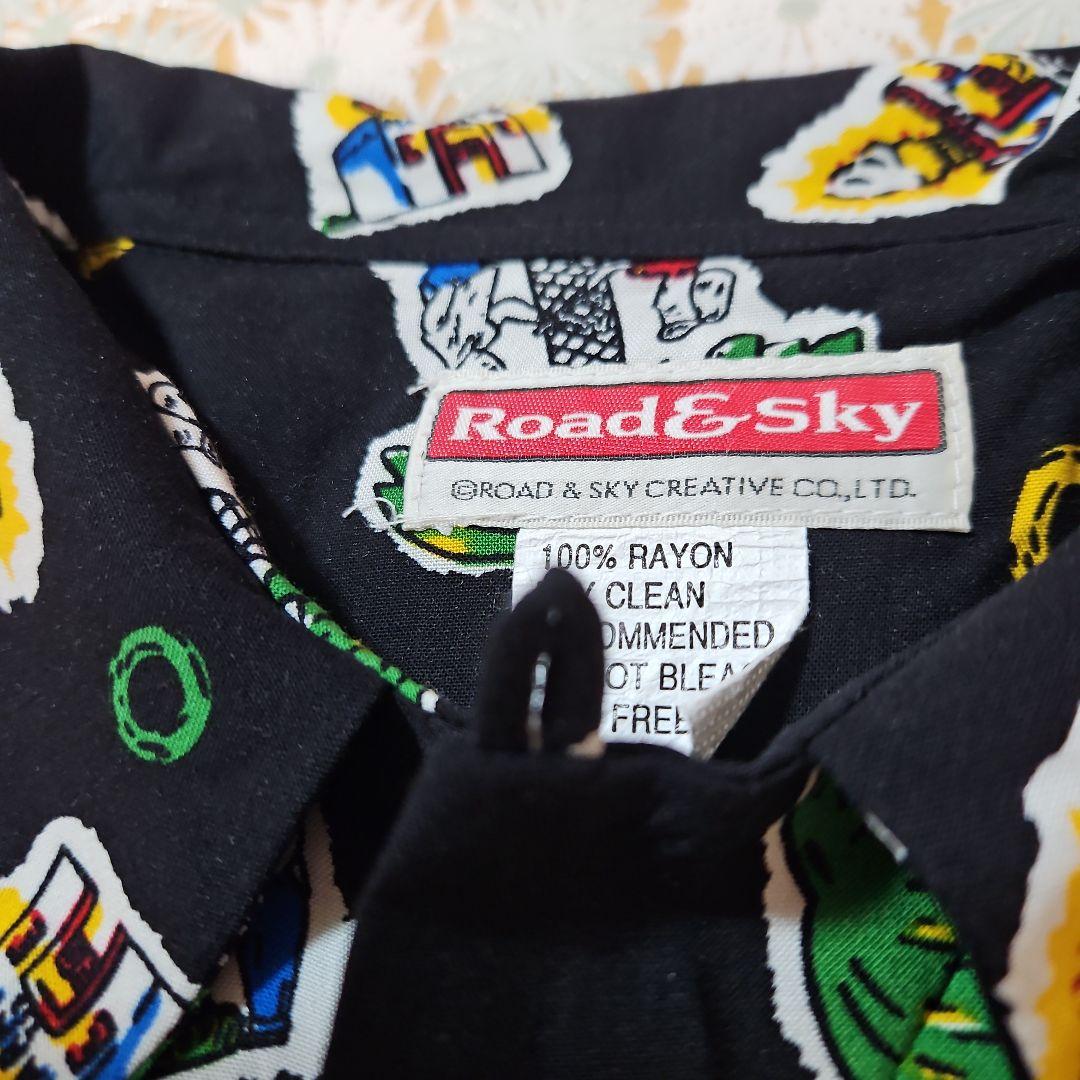 Road&Sky
©ROAD & SKY CREATIVE CO.,LTD.
100% RAYON
CLEAN
OMMENDED
OT BLEA
FREE